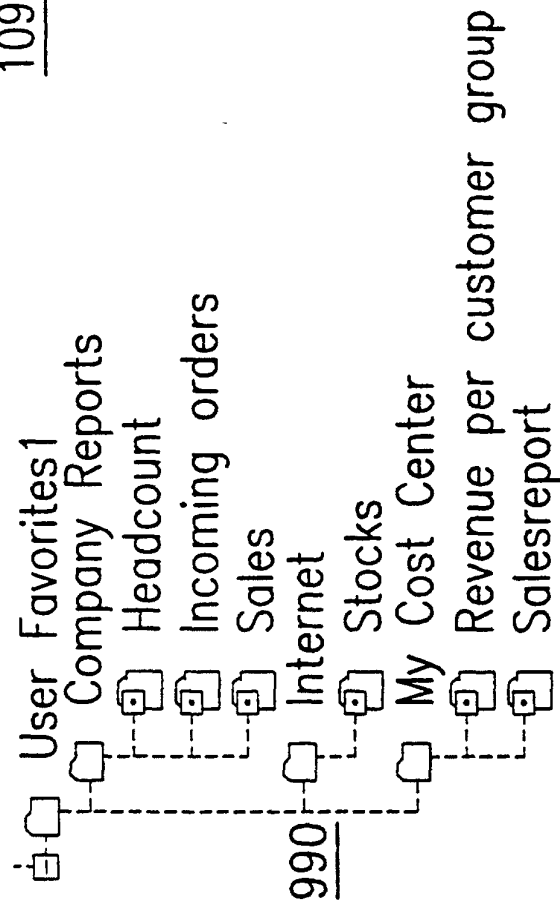 109
User Favorites1
Company Reports
Headcount
Incoming orders
Sales
Internet
Stocks
My Cost Center
Revenue per customer group
Salesreport
990